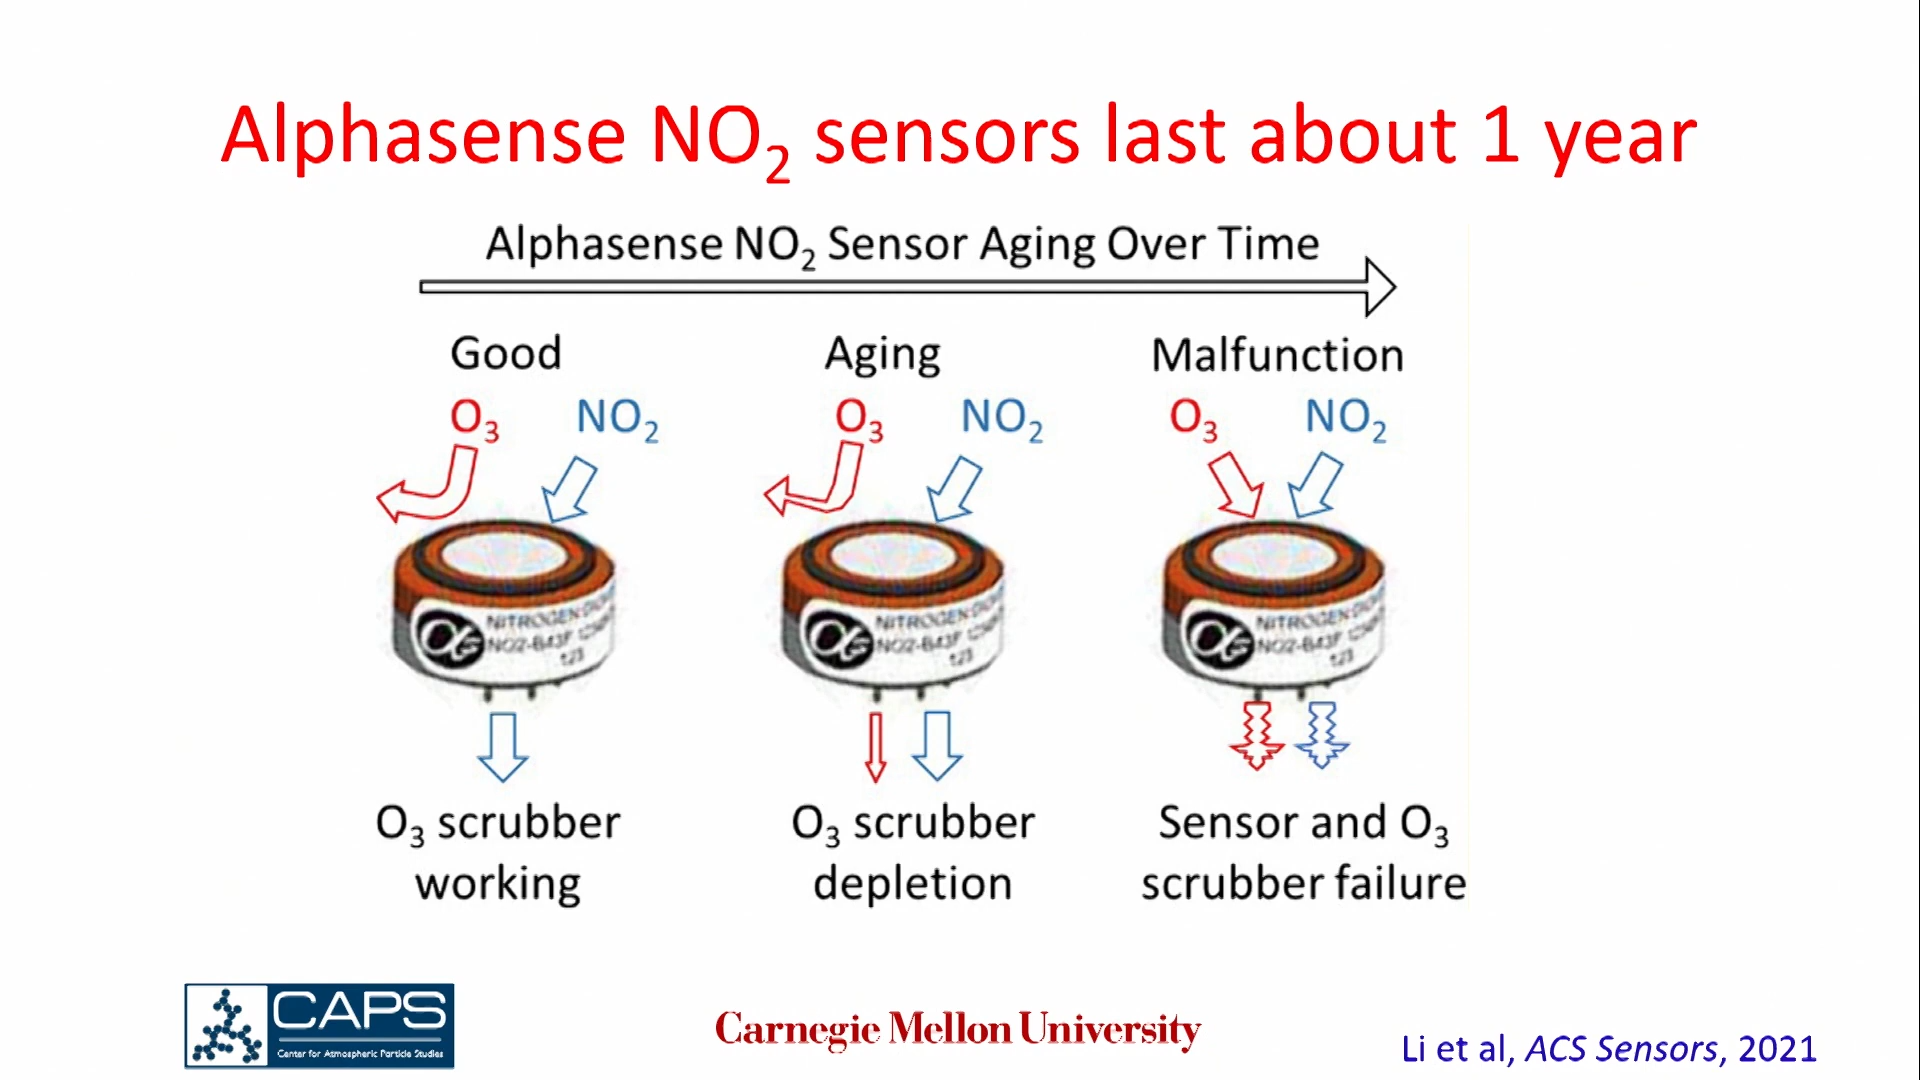 Alphasense NO₂ sensors last about 1 year
Alphasense NO₂ Sensor Aging Over Time
Good
Aging
Malfunction
O₃ NO₂
O₃ NO₂
O₃ NO₂
NITROGEN
NO2-B43F
123
NITROGEN
NO2-B43F
123
NITROGEN
NO2-B43F
123
O₃ scrubber
working
O₃ scrubber
depletion
Sensor and O₃
scrubber failure
CAPS
Center for Atmospheric Particle Studies
Carnegie Mellon University
Li et al, ACS Sensors, 2021